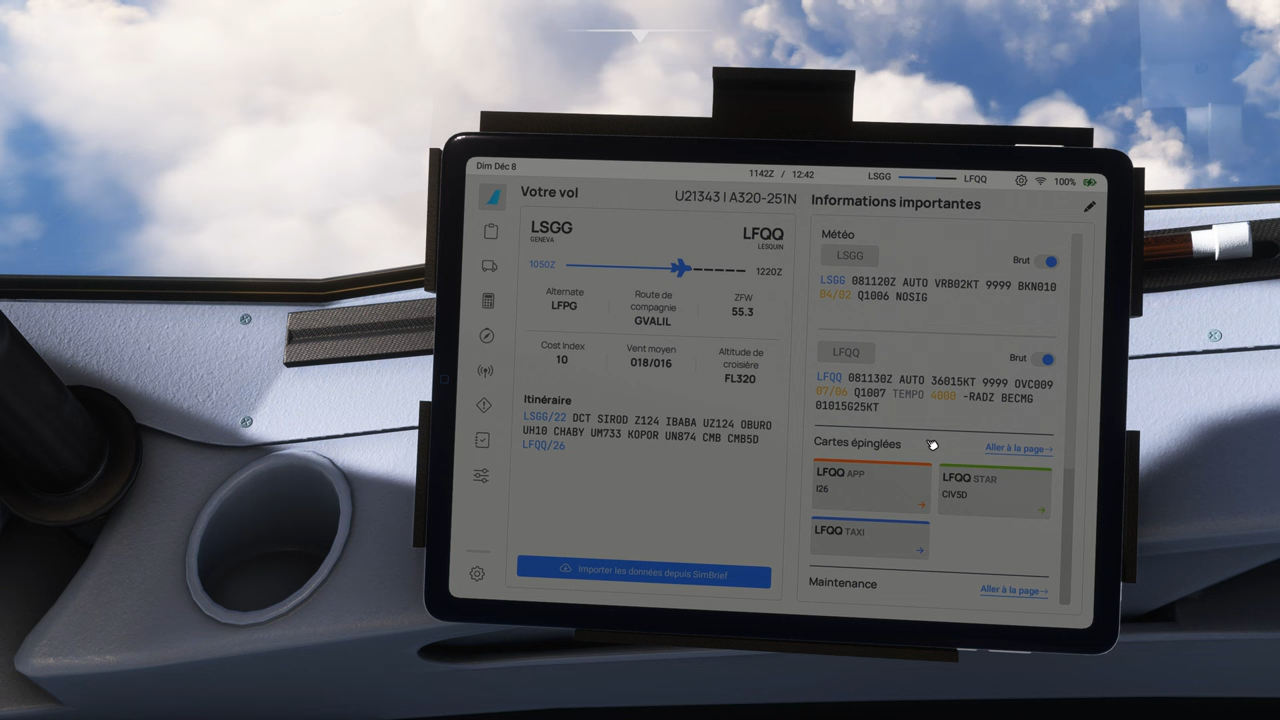 Dim Déc 8
1142Z / 12:42
LSGG LFQQ
100%
Votre vol
U21343 | A320-251N
LSGG
GENEVA
LFQQ
LESQUIN
1050Z
1220Z
Alternate
LFPG
Route de
compagnie
GVALIL
ZFW
55.3
Cost Index
10
Vent moyen
018/016
Altitude de
croisière
FL320
Itinéraire
LSGG/22 DCT SIROD Z124 IBABA UZ124 OBURO
UH10 CHABY UM733 KOPOR UN874 CMB CMB5D
LFQQ/26
Importer les données depuis SimBrief
Informations importantes
Météo
LSGG
Brut
LSGG 081120Z AUTO VRB02KT 9999 BKN010
04/02 Q1006 NOSIG
LFQQ
Brut
LFQQ 081130Z AUTO 36015KT 9999 OVC009
07/06 Q1007 TEMPO 4000 -RADZ BECMG
01015G25KT
Cartes épinglées
Aller à la page
LFQQ APP
I26
LFQQ STAR
CIV5D
LFQQ TAXI
Maintenance
Aller à la page